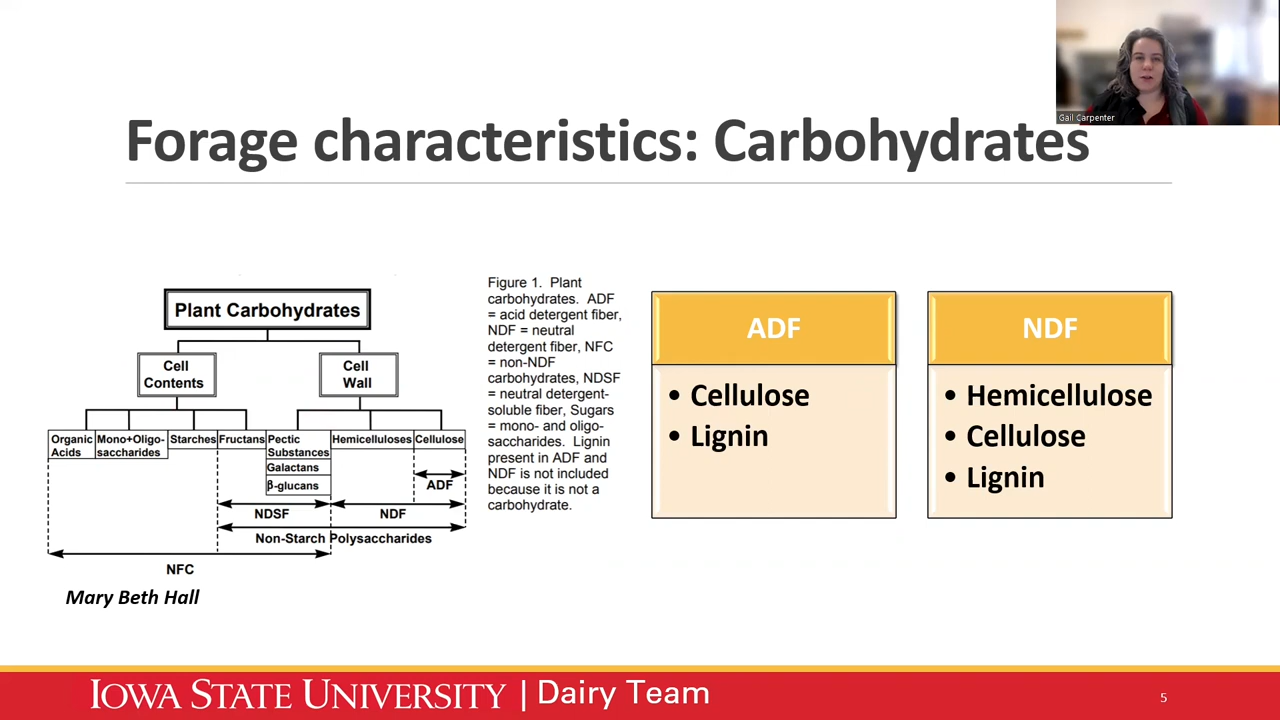 Gail Carpenter
Forage characteristics: Carbohydrates
Plant Carbohydrates
Cell
Contents
Cell
Wall
Organic
Acids
Mono+Oligo-
saccharides
Starches
Fructans
Pectic
Substances
Galactans
β-glucans
Hemicelluloses
Cellulose
ADF
NDSF
NDF
Non-Starch Polysaccharides
NFC
Mary Beth Hall
Figure 1. Plant
carbohydrates. ADF
= acid detergent fiber,
NDF = neutral
detergent fiber, NFC
= non-NDF
carbohydrates, NDSF
= neutral detergent-
soluble fiber, Sugars
= mono- and oligo-
saccharides. Lignin
present in ADF and
NDF is not included
because it is not a
carbohydrate.
ADF
• Cellulose
• Lignin
NDF
• Hemicellulose
• Cellulose
• Lignin
IOWA STATE UNIVERSITY | Dairy Team
5